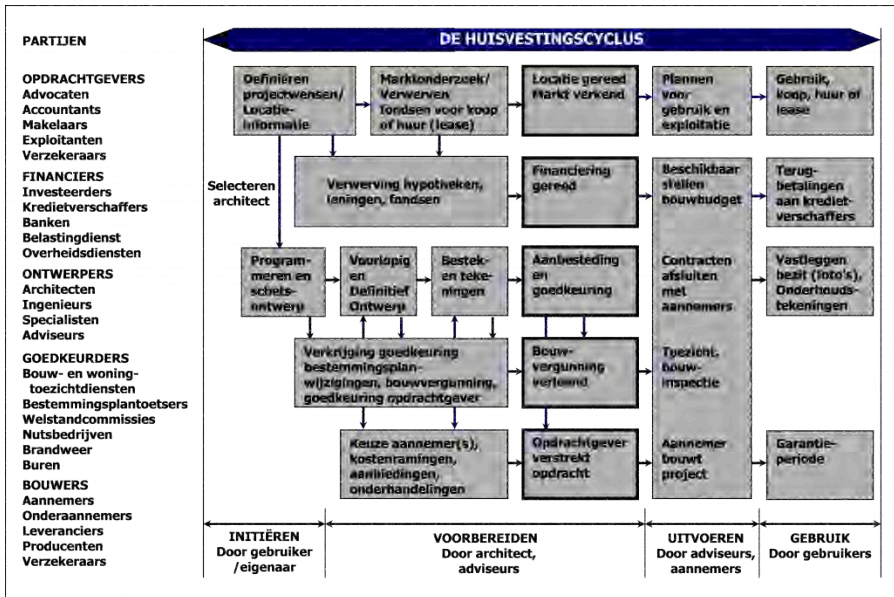 PARTIJEN
DE HUISVESTINGSCYCLUS
OPDRACHTGEVERS
Advocaten
Accountants
Makelaars
Exploitanten
Verzekeraars
Definiëren
projectwensen/
Locatie-
informatie
Marktonderzoek/
Verwerven
fondsen voor koop
of huur (lease)
Locatie gereed
Markt verkend
Plannen
voor
gebruik en
exploitatie
Gebruik,
koop, huur of
lease
FINANCIERS
Investeerders
Kredietverschaffers
Banken
Belastingdienst
Overheidsdiensten
Selecteren
architect
Verwerving hypotheken,
leningen, fondsen
Financiering
gereed
Beschikbaar
stellen
bouwbudget
Terug-
betalingen
aan krediet-
verschaffers
ONTWERPERS
Architecten
Ingenieurs
Specialisten
Adviseurs
Program-
meren en
schets-
ontwerp
Voorlopig
en
Definitief
Ontwerp
Bestek-
en teke-
ningen
Aanbesteding
en
goedkeuring
Contracten
afsluiten
met
aannemers
Vastleggen
bezit (foto's),
Onderhouds-
tekeningen
GOEDKEURDERS
Bouw- en woning-
toezichtdiensten
Bestemmingsplantoetsers
Welstandcommissies
Nutsbedrijven
Brandweer
Buren
Verkrijging goedkeuring
bestemmingsplan-
wijzigingen, bouwvergunning,
goedkeuring opdrachtgever
Bouw-
vergunning
verleend
Toezicht,
bouw-
inspectie
BOUWERS
Aannemers
Onderaannemers
Leveranciers
Producenten
Verzekeraars
Keuze aannemer(s),
kostenramingen,
aanbiedingen,
onderhandelingen
Opdrachtgever
verstrekt
opdracht
Aannemer
bouwt
project
Garantie-
periode
INITIËREN
Door gebruiker
/eigenaar
VOORBEREIDEN
Door architect,
adviseurs
UITVOEREN
Door adviseurs,
aannemers
GEBRUIK
Door gebruikers